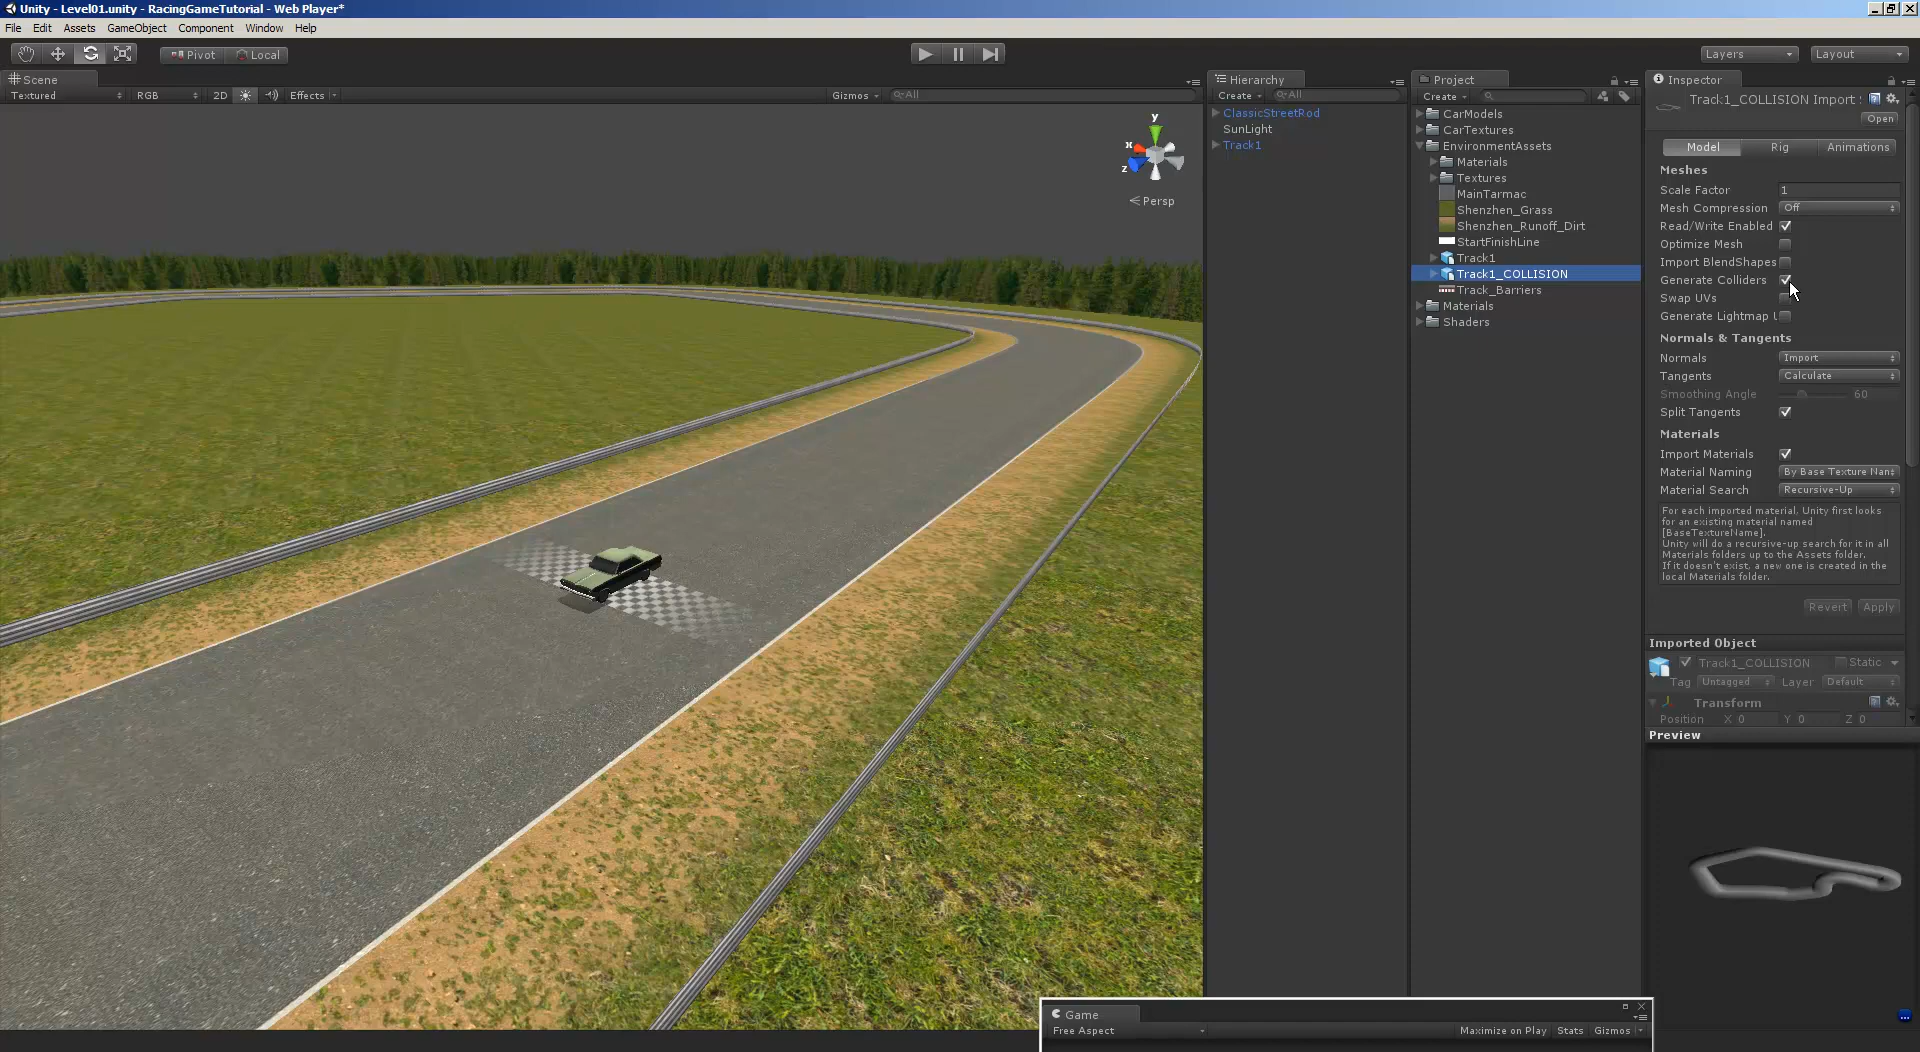 Unity - Level01.unity - RacingGameTutorial - Web Player*
File Edit Assets GameObject Component Window Help
Pivot Local Layers Layout
Scene
Textured RGB 2D Effects Gizmos All
y
x
z
Persp
Hierarchy
Create All
ClassicStreetRod
SunLight
Track1
Project
Create
CarModels
CarTextures
EnvironmentAssets
Materials
Textures
MainTarmac
Shenzhen_Grass
Shenzhen_Runoff_Dirt
StartFinishLine
Track1
Track1_COLLISION
Track_Barriers
Materials
Shaders
Inspector
Track1_COLLISION Import
Open
Model Rig Animations
Meshes
Scale Factor 1
Mesh Compression Off
Read/Write Enabled
Optimize Mesh
Import BlendShapes
Generate Colliders
Swap UVs
Generate Lightmap U
Normals & Tangents
Normals Import
Tangents Calculate
Smoothing Angle 60
Split Tangents
Materials
Import Materials
Material Naming By Base Texture Nan
Material Search Recursive-Up
For each imported material, Unity first looks
for an existing material named
[BaseTextureName].
Unity will do a recursive-up search for it in all
Materials folders up to the Assets folder.
If it doesn't exist, a new one is created in the
local Materials folder.
Revert Apply
Imported Object
Track1_COLLISION Static
Tag Untagged Layer Default
Transform
Position X 0 Y 0 Z 0
Preview
Game
Free Aspect Maximize on Play Stats Gizmos